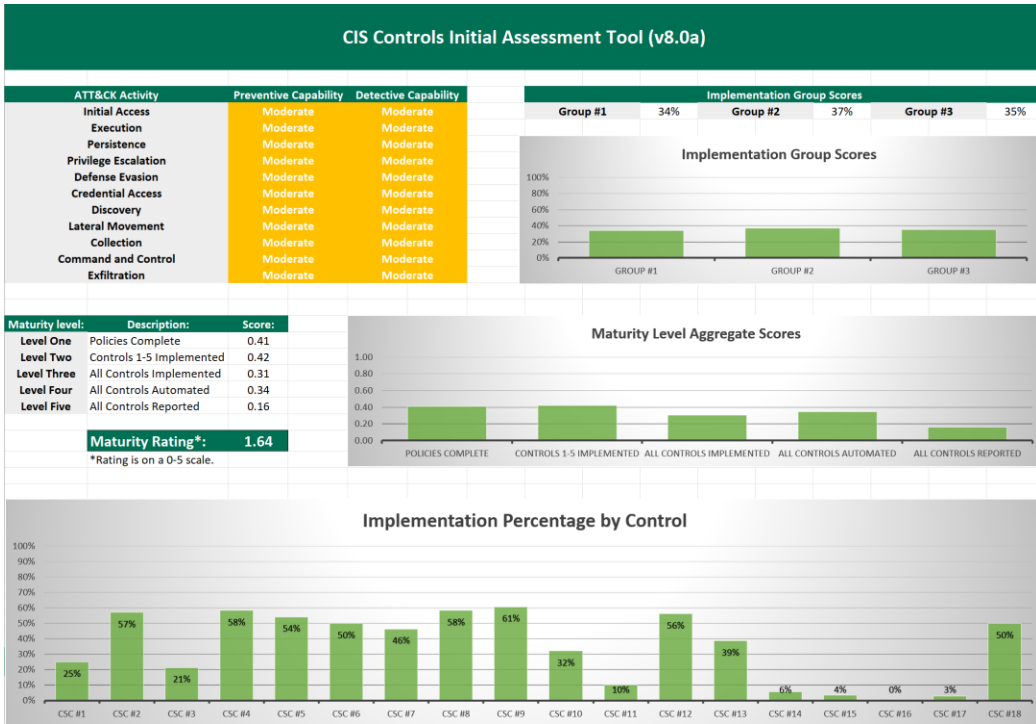 CIS Controls Initial Assessment Tool (v8.0a)
ATT&CK Activity Preventive Capability Detective Capability
Initial Access Moderate Moderate
Execution Moderate Moderate
Persistence Moderate Moderate
Privilege Escalation Moderate Moderate
Defense Evasion Moderate Moderate
Credential Access Moderate Moderate
Discovery Moderate Moderate
Lateral Movement Moderate Moderate
Collection Moderate Moderate
Command and Control Moderate Moderate
Exfiltration Moderate Moderate
Implementation Group Scores
Group #1 34% Group #2 37% Group #3 35%
Implementation Group Scores
100%
80%
60%
40%
20%
0%
GROUP #1 GROUP #2 GROUP #3
Maturity level: Description: Score:
Level One Policies Complete 0.41
Level Two Controls 1-5 Implemented 0.42
Level Three All Controls Implemented 0.31
Level Four All Controls Automated 0.34
Level Five All Controls Reported 0.16
Maturity Rating*: 1.64
*Rating is on a 0-5 scale.
Maturity Level Aggregate Scores
1.00
0.80
0.60
0.40
0.20
0.00
POLICIES COMPLETE CONTROLS 1-5 IMPLEMENTED ALL CONTROLS IMPLEMENTED ALL CONTROLS AUTOMATED ALL CONTROLS REPORTED
Implementation Percentage by Control
100%
90%
80%
70%
60%
50%
40%
30%
20%
10%
0%
25% 57% 21% 58% 54% 50% 46% 58% 61% 32% 10% 56% 39% 6% 4% 0% 3% 50%
CSC #1 CSC #2 CSC #3 CSC #4 CSC #5 CSC #6 CSC #7 CSC #8 CSC #9 CSC #10 CSC #11 CSC #12 CSC #13 CSC #14 CSC #15 CSC #16 CSC #17 CSC #18